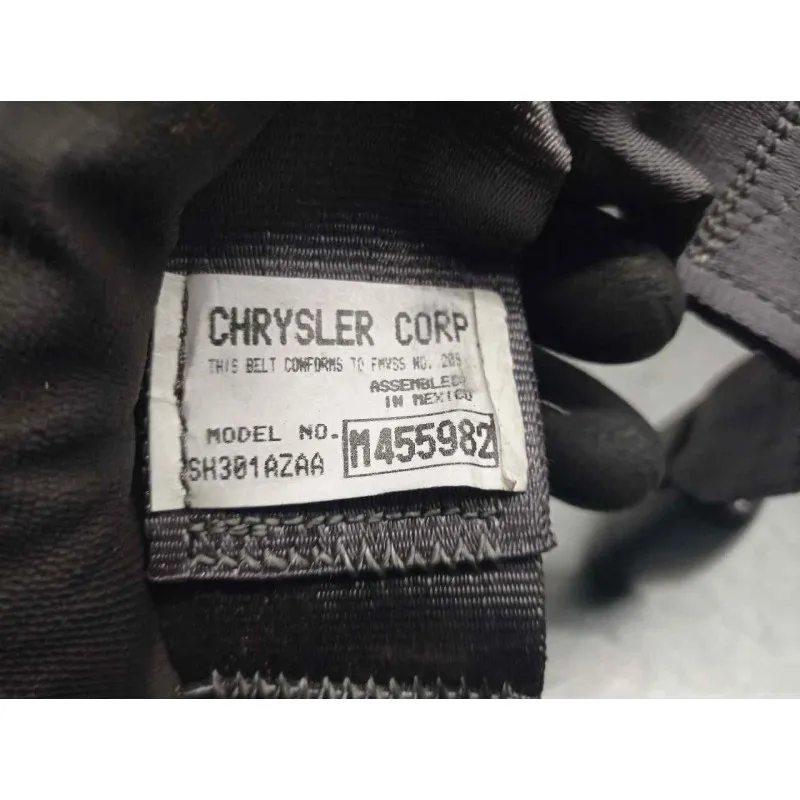 CHRYSLER CORP
THIS BELT CONFORMS TO FMVSS NO. 209
ASSEMBLED
IN MEXICO
MODEL NO. M455982
SH301AZAA